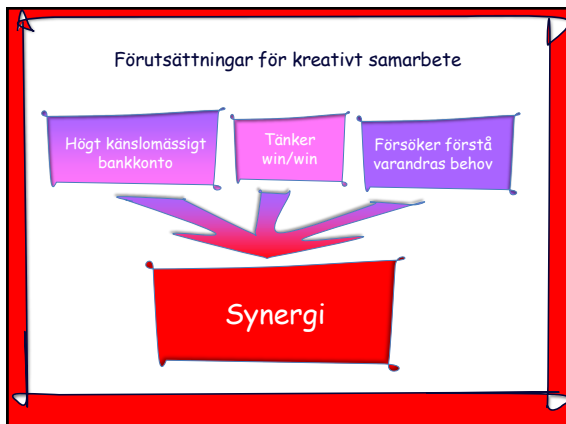 Förutsättningar för kreativt samarbete
Högt känslomässigt
bankkonto
Tänker
win/win
Försöker förstå
varandras behov
Synergi